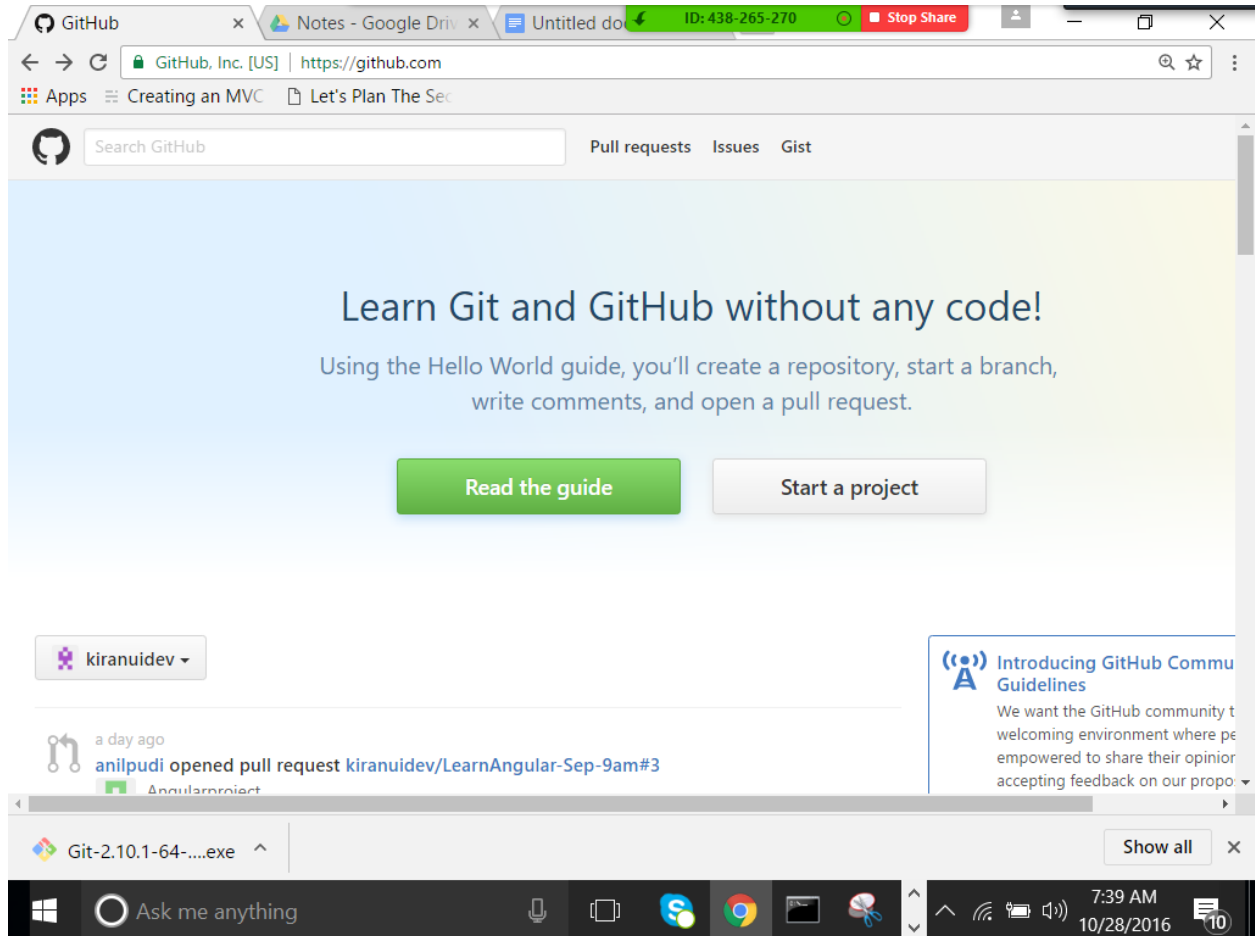 GitHub
Notes - Google Driv
Untitled do
ID: 438-265-270
Stop Share
GitHub, Inc. [US] | https://github.com
Apps
Creating an MVC
Let's Plan The Sec
Search GitHub
Pull requests Issues Gist
Learn Git and GitHub without any code!
Using the Hello World guide, you'll create a repository, start a branch,
write comments, and open a pull request.
Read the guide
Start a project
kiranuidev
Introducing GitHub Commu
Guidelines
We want the GitHub community t
welcoming environment where pe
empowered to share their opinior
accepting feedback on our propo
a day ago
anilpudi opened pull request kiranuidev/LearnAngular-Sep-9am#3
Angularproject
Git-2.10.1-64-....exe
Show all
Ask me anything
7:39 AM
10/28/2016
10